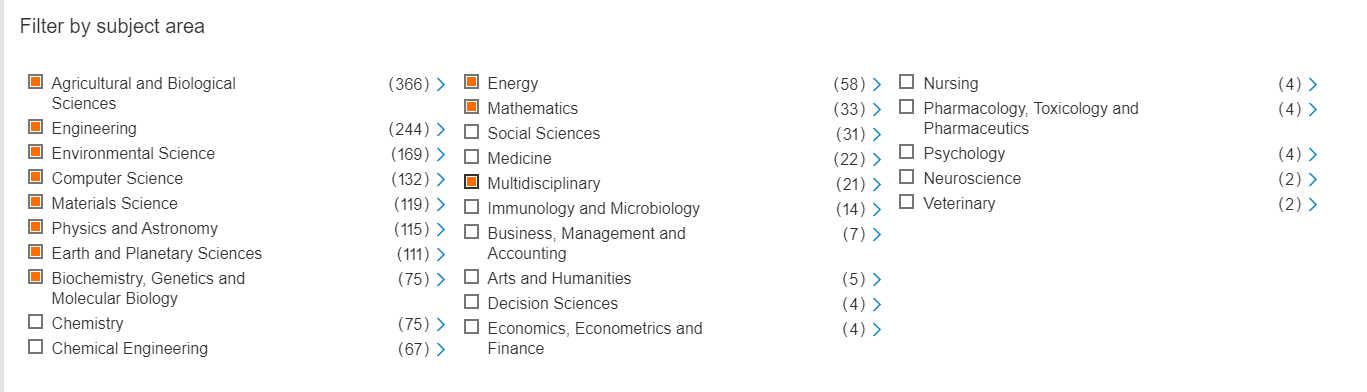 Filter by subject area
Agricultural and Biological
Sciences
(366)
Engineering (244)
Environmental Science (169)
Computer Science (132)
Materials Science (119)
Physics and Astronomy (115)
Earth and Planetary Sciences (111)
Biochemistry, Genetics and
Molecular Biology
(75)
Chemistry (75)
Chemical Engineering (67)
Energy (58)
Mathematics (33)
Social Sciences (31)
Medicine (22)
Multidisciplinary (21)
Immunology and Microbiology (14)
Business, Management and
Accounting
(7)
Arts and Humanities (5)
Decision Sciences (4)
Economics, Econometrics and
Finance
(4)
Nursing (4)
Pharmacology, Toxicology and
Pharmaceutics
(4)
Psychology (4)
Neuroscience (2)
Veterinary (2)